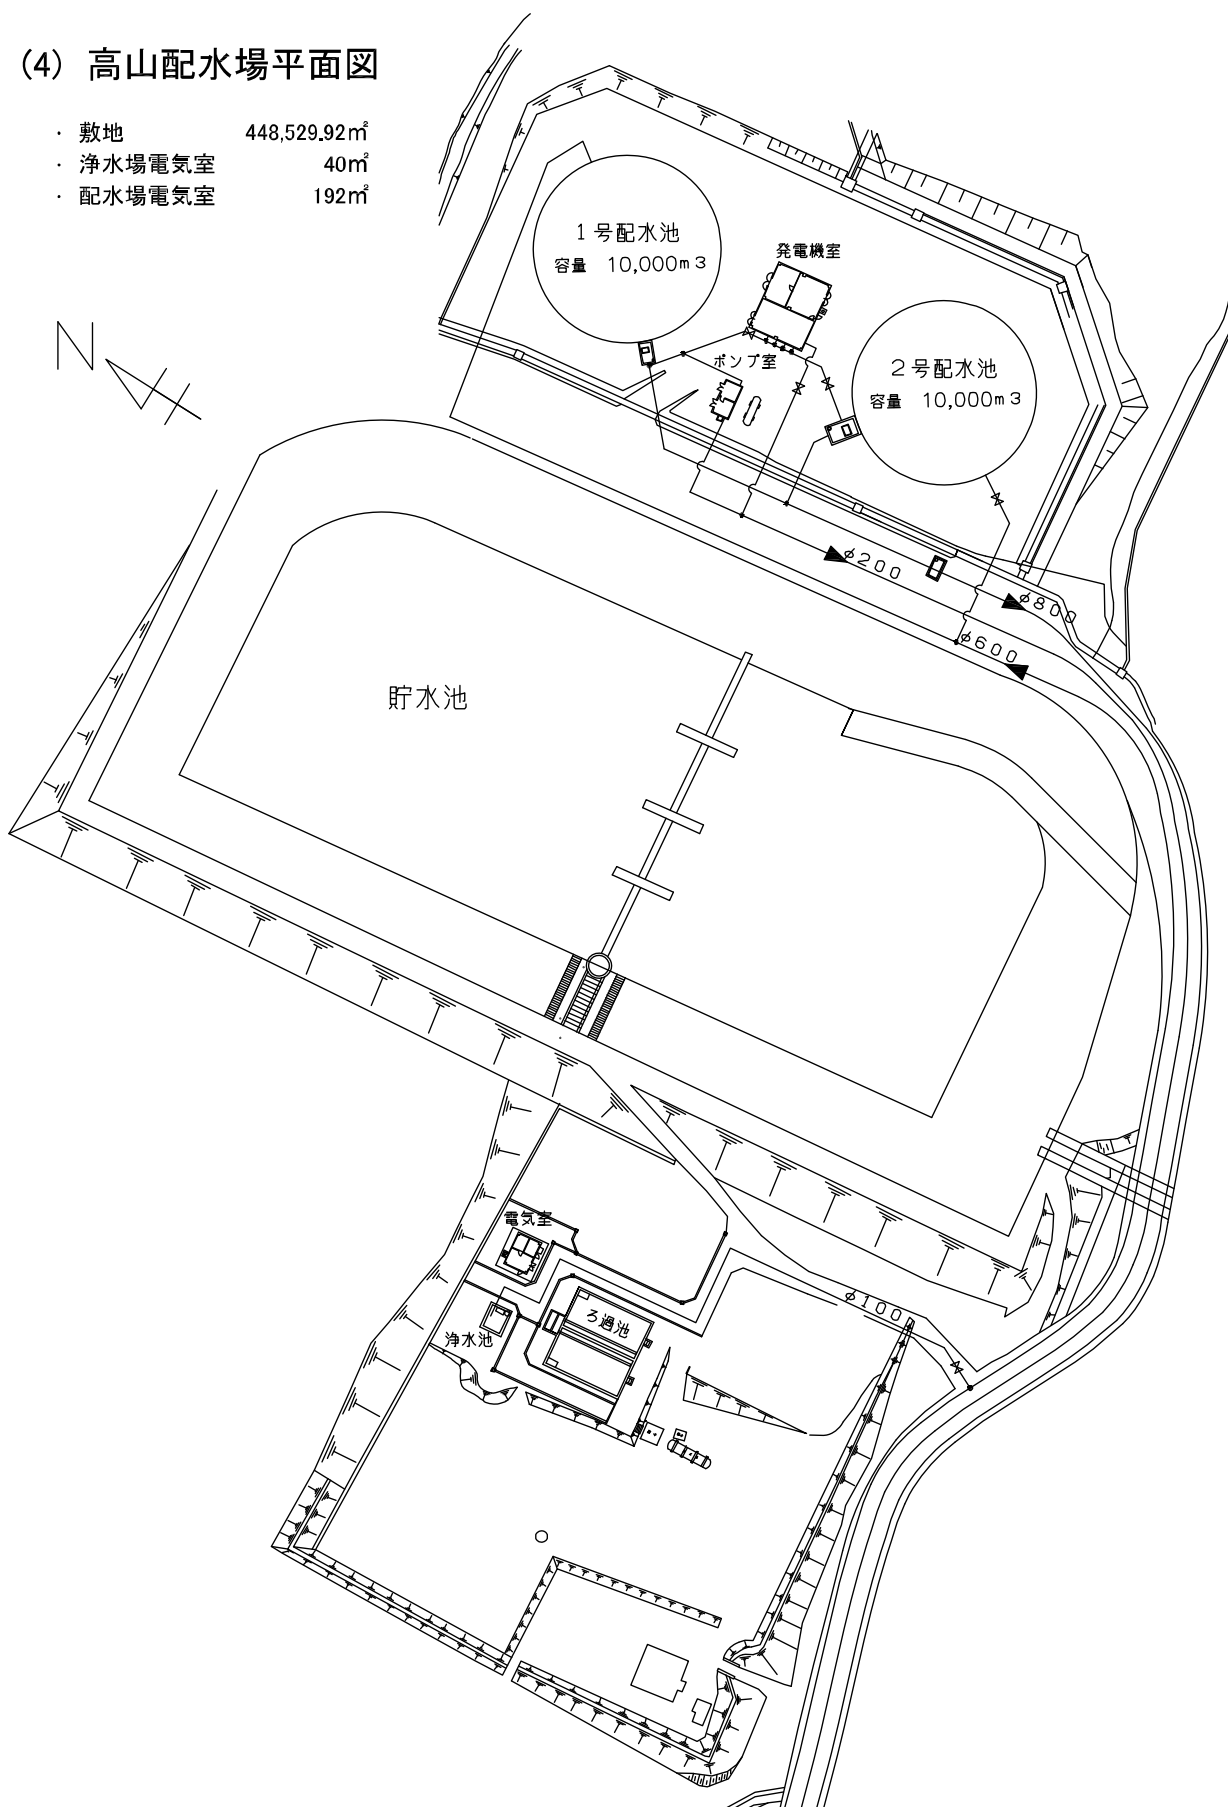 (4) 高山配水場平面図
・ 敷地 448,529.92㎡
・ 浄水場電気室 40㎡
・ 配水場電気室 192㎡
N
1号配水池
容量 10,000m3
発電機室
ポンプ室
2号配水池
容量 10,000m3
φ200
φ800
φ600
貯水池
電気室
φ100
ろ過池
浄水池